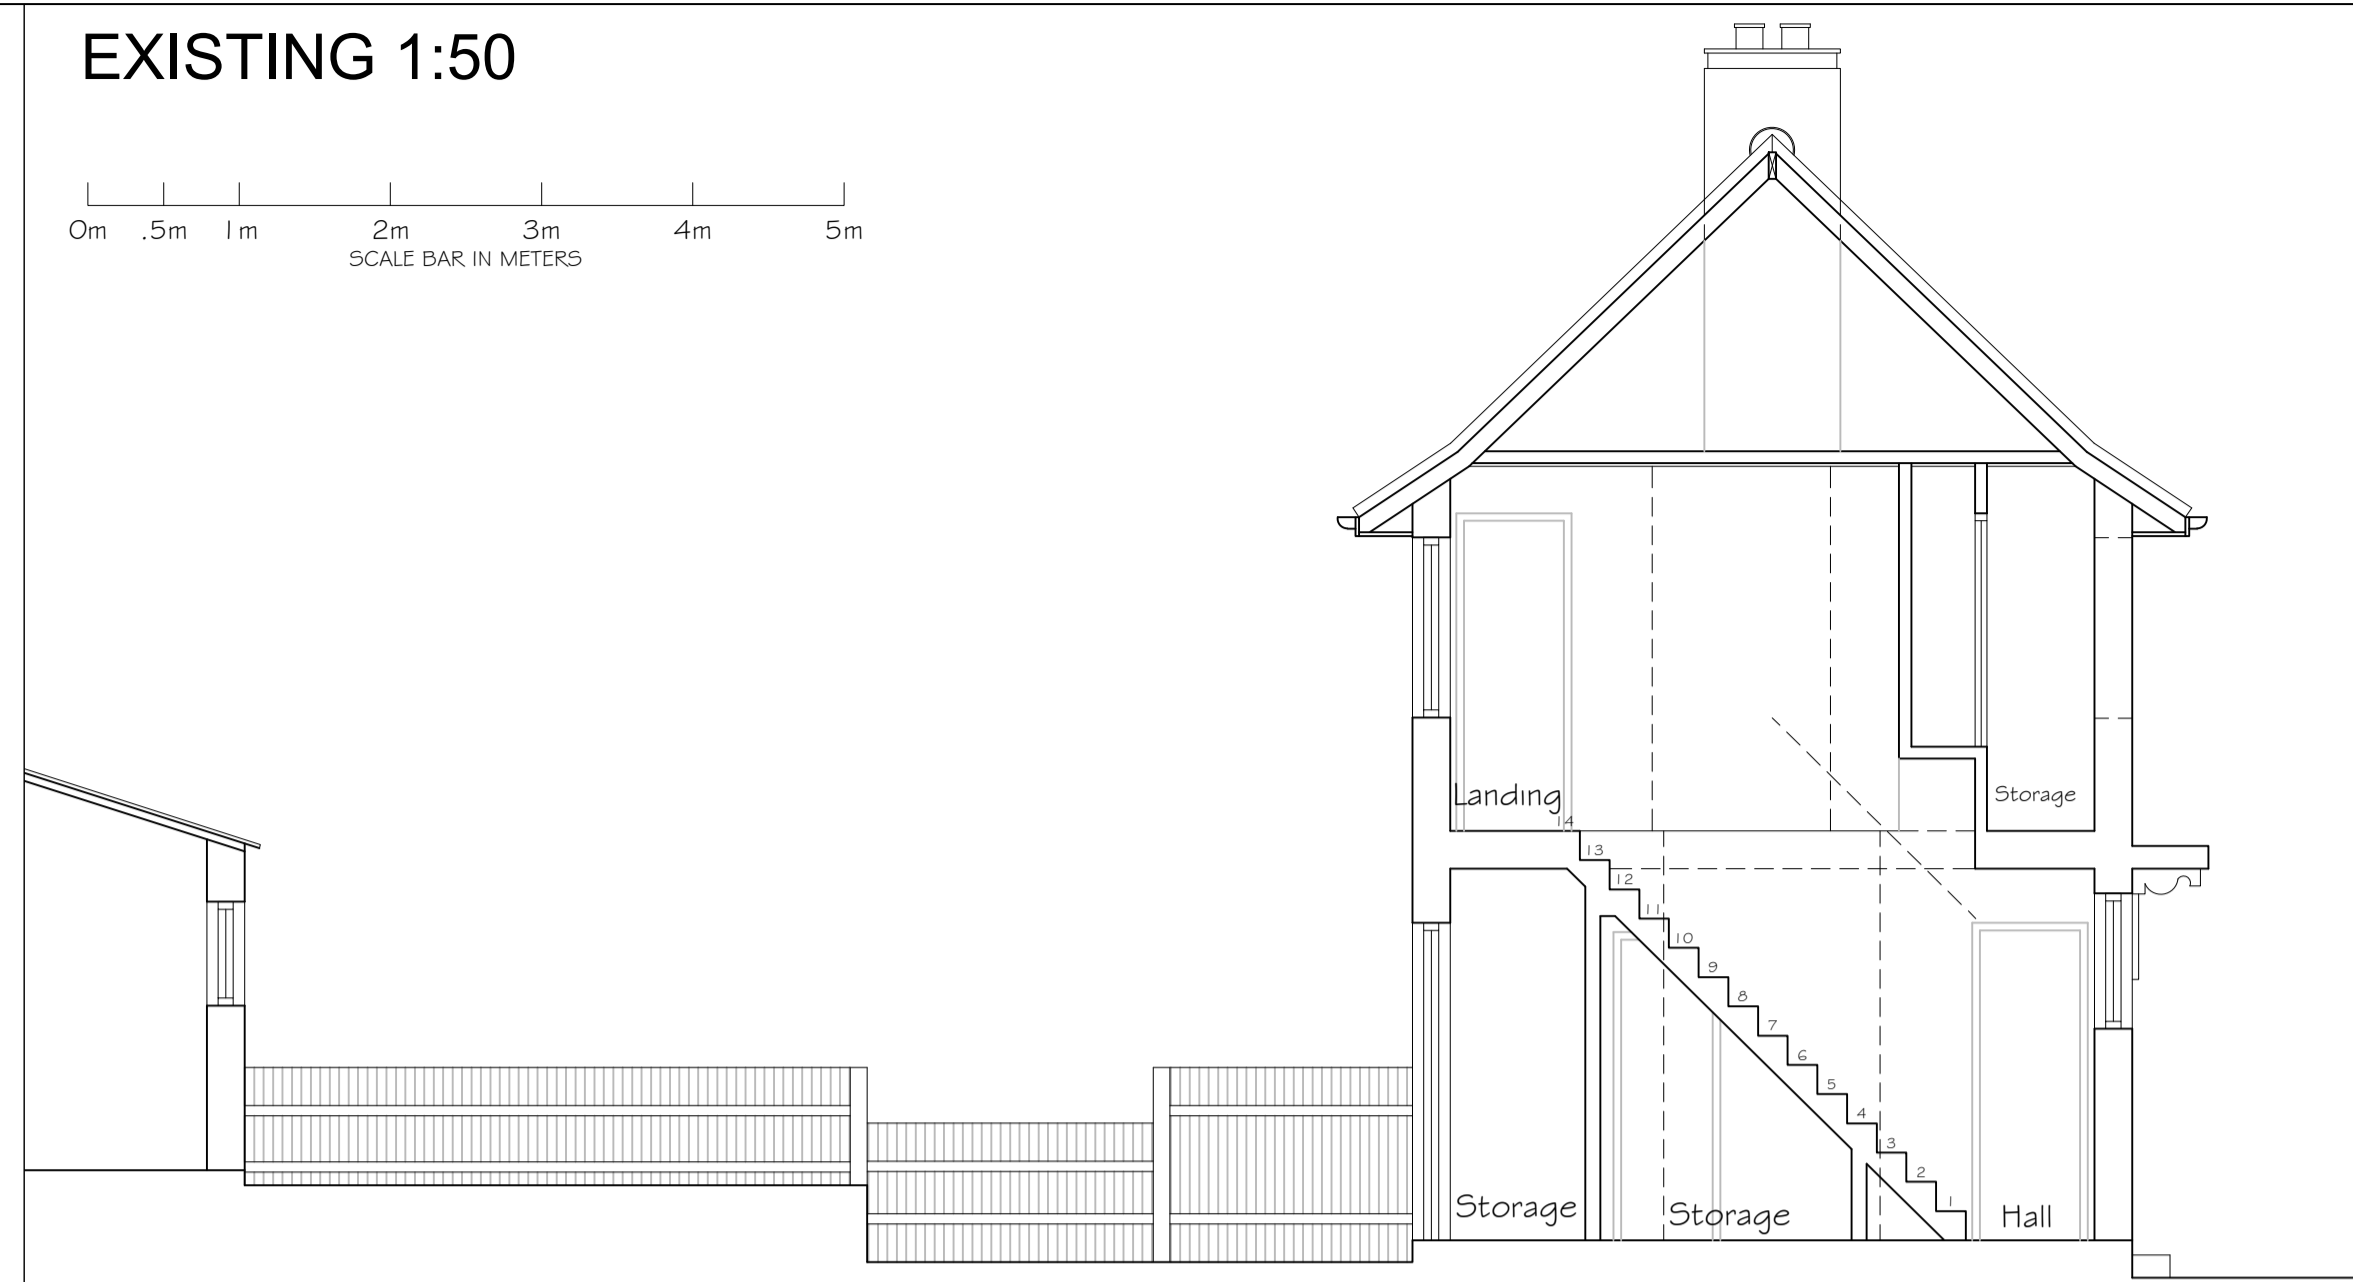 EXISTING 1:50
0m .5m 1m 2m 3m 4m 5m
SCALE BAR IN METERS
Landing
Storage
14
13
12
11
10
9
8
7
6
5
4
3
2
1
Storage
Storage
Hall